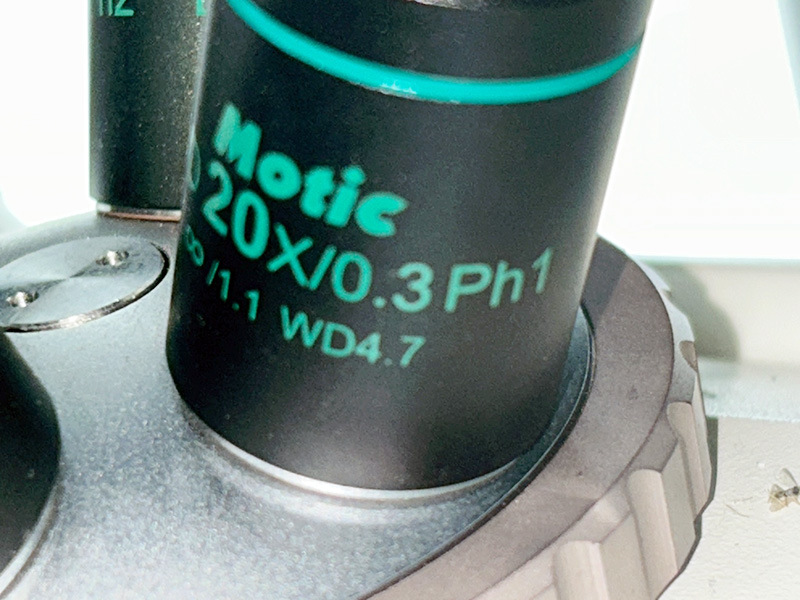 Motic
20X/0.3 Ph1
∞ /1.1 WD4.7